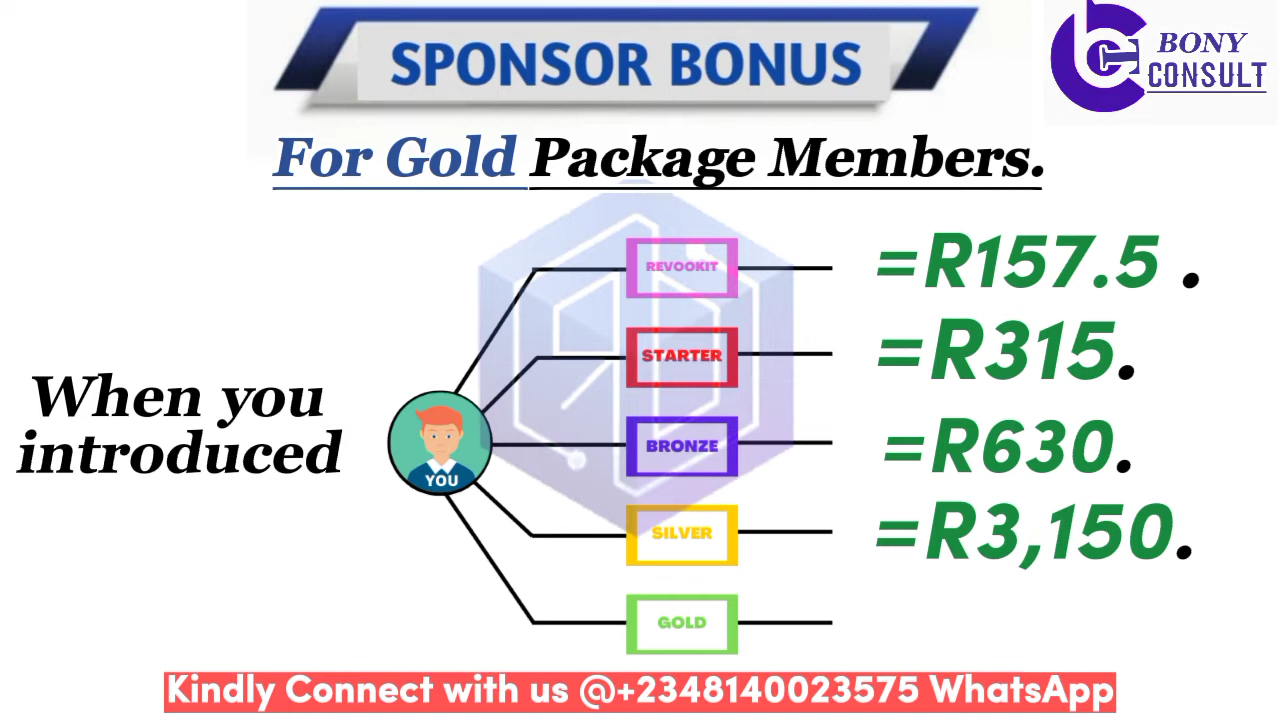 SPONSOR BONUS
BONY
CONSULT
For Gold Package Members.
REVOOKIT
=R157.5 .
STARTER
=R315.
When you
introduced
YOU
BRONZE
=R630.
SILVER
=R3,150.
GOLD
Kindly Connect with us @+2348140023575 WhatsApp